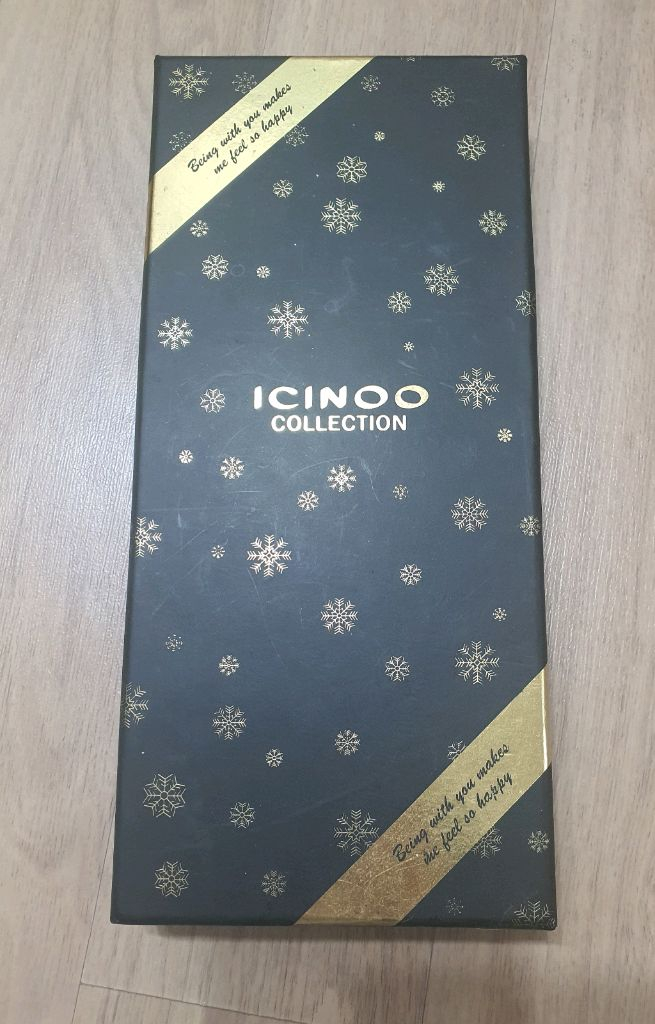 Being with you makes
me feel so happy
ICINOO
COLLECTION
Being with you makes
me feel so happy